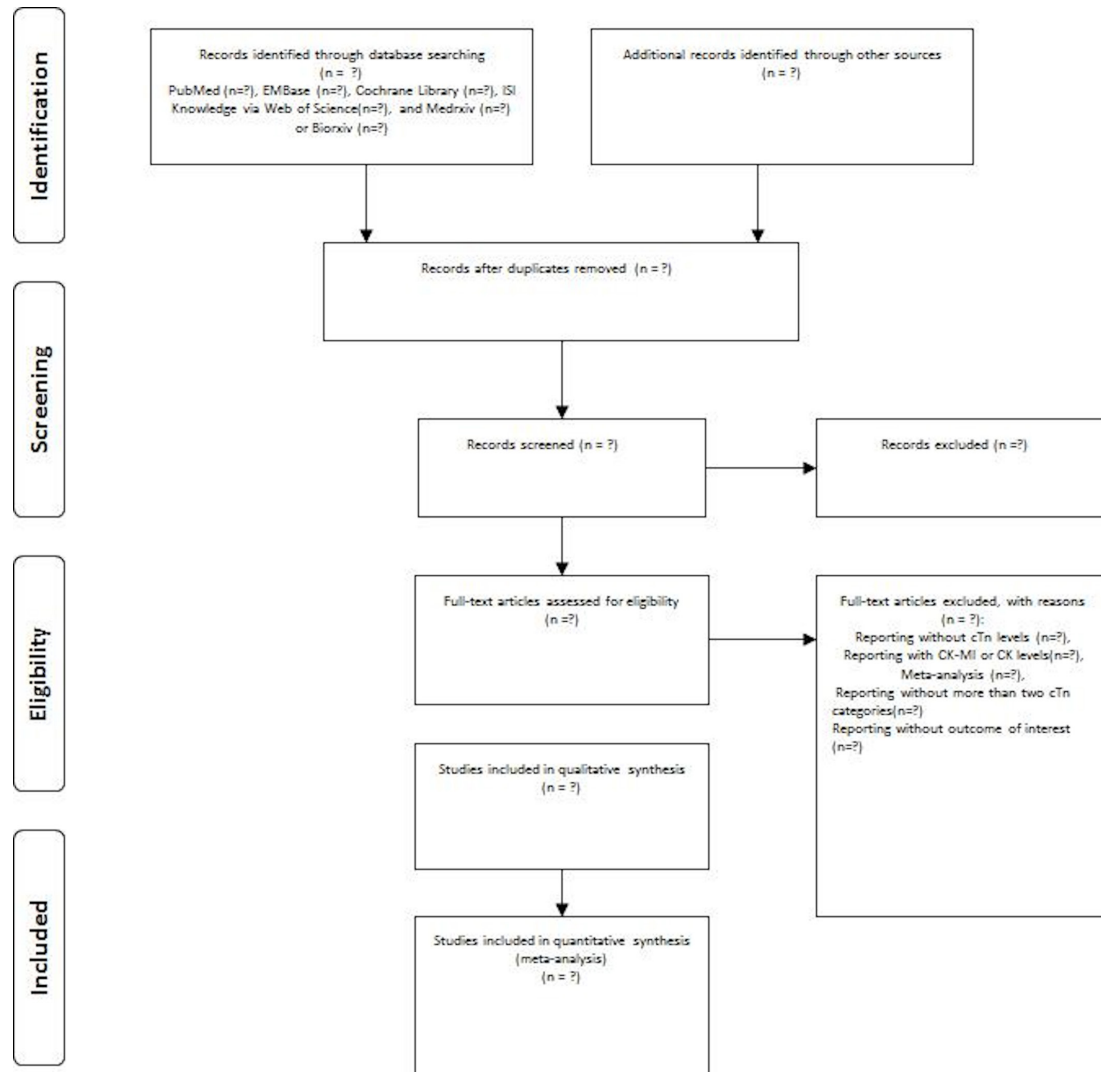 Identification
Records identified through database searching
(n = ?)
PubMed (n=?), EMBase (n=?), Cochrane Library (n=?), ISI
Knowledge via Web of Science(n=?), and Medrxiv (n=?)
or Biorxiv (n=?)
Additional records identified through other sources
(n = ?)
Records after duplicates removed (n = ?)
Screening
Records screened (n = ?)
Records excluded (n =?)
Eligibility
Full-text articles assessed for eligibility
(n =?)
Full-text articles excluded, with reasons
(n = ?):
Reporting without cTn levels (n=?),
Reporting with CK-MI or CK levels(n=?),
Meta-analysis (n=?),
Reporting without more than two cTn
categories(n=?)
Reporting without outcome of interest
(n=?)
Studies included in qualitative synthesis
(n = ?)
Included
Studies included in quantitative synthesis
(meta-analysis)
(n = ?)